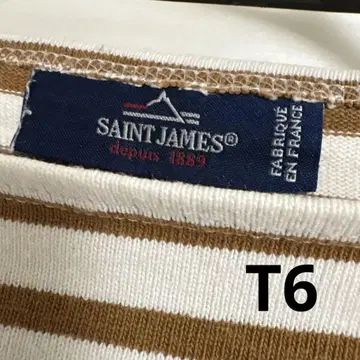 SAINT JAMES®
depuis 1889
FABRIQUÉ
EN FRANCE
T6